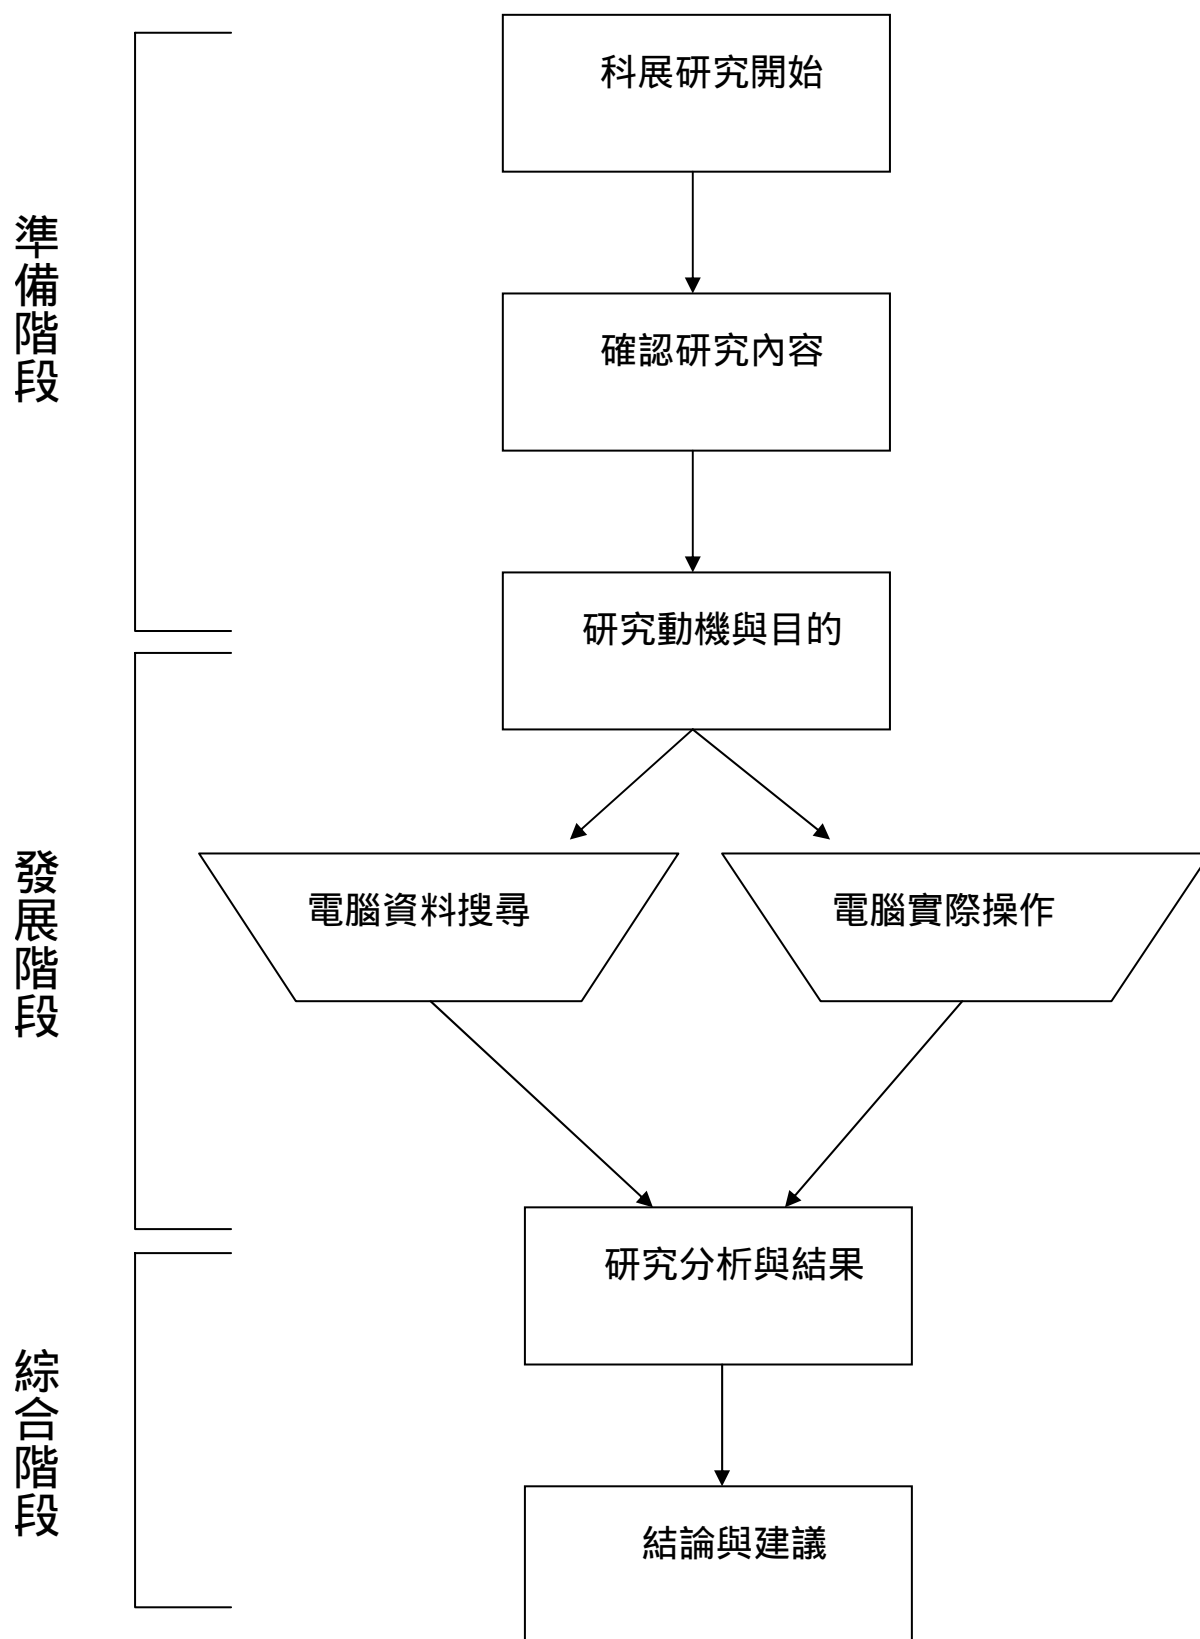 準備階段
科展研究開始
確認研究內容
研究動機與目的
發展階段
電腦資料搜尋
電腦實際操作
綜合階段
研究分析與結果
結論與建議